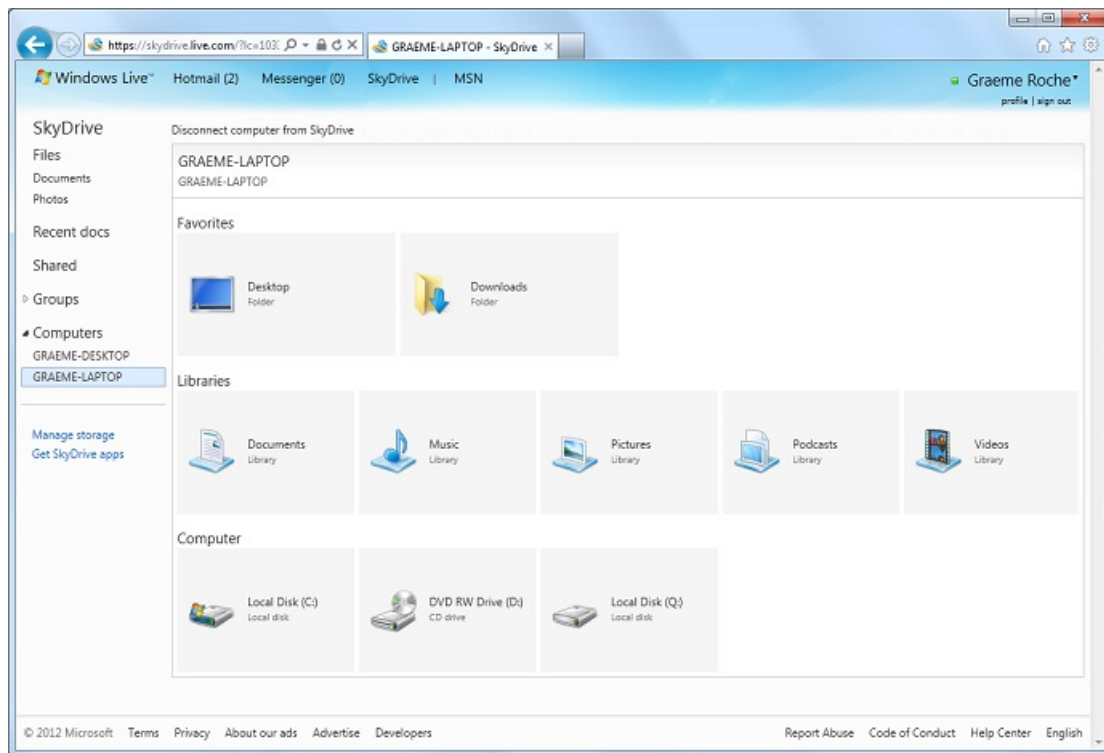 https://skydrive.live.com/?lc=103
GRAEME-LAPTOP - SkyDrive
Windows Live™ Hotmail (2) Messenger (0) SkyDrive | MSN
Graeme Roche
profile | sign out
SkyDrive
Files
Documents
Photos
Recent docs
Shared
Groups
Computers
GRAEME-DESKTOP
GRAEME-LAPTOP
Manage storage
Get SkyDrive apps
Disconnect computer from SkyDrive
GRAEME-LAPTOP
GRAEME-LAPTOP
Favorites
Desktop
Folder
Downloads
Folder
Libraries
Documents
Library
Music
Library
Pictures
Library
Podcasts
Library
Videos
Library
Computer
Local Disk (C:)
Local disk
DVD RW Drive (D:)
CD drive
Local Disk (Q:)
Local disk
© 2012 Microsoft Terms Privacy About our ads Advertise Developers
Report Abuse Code of Conduct Help Center English